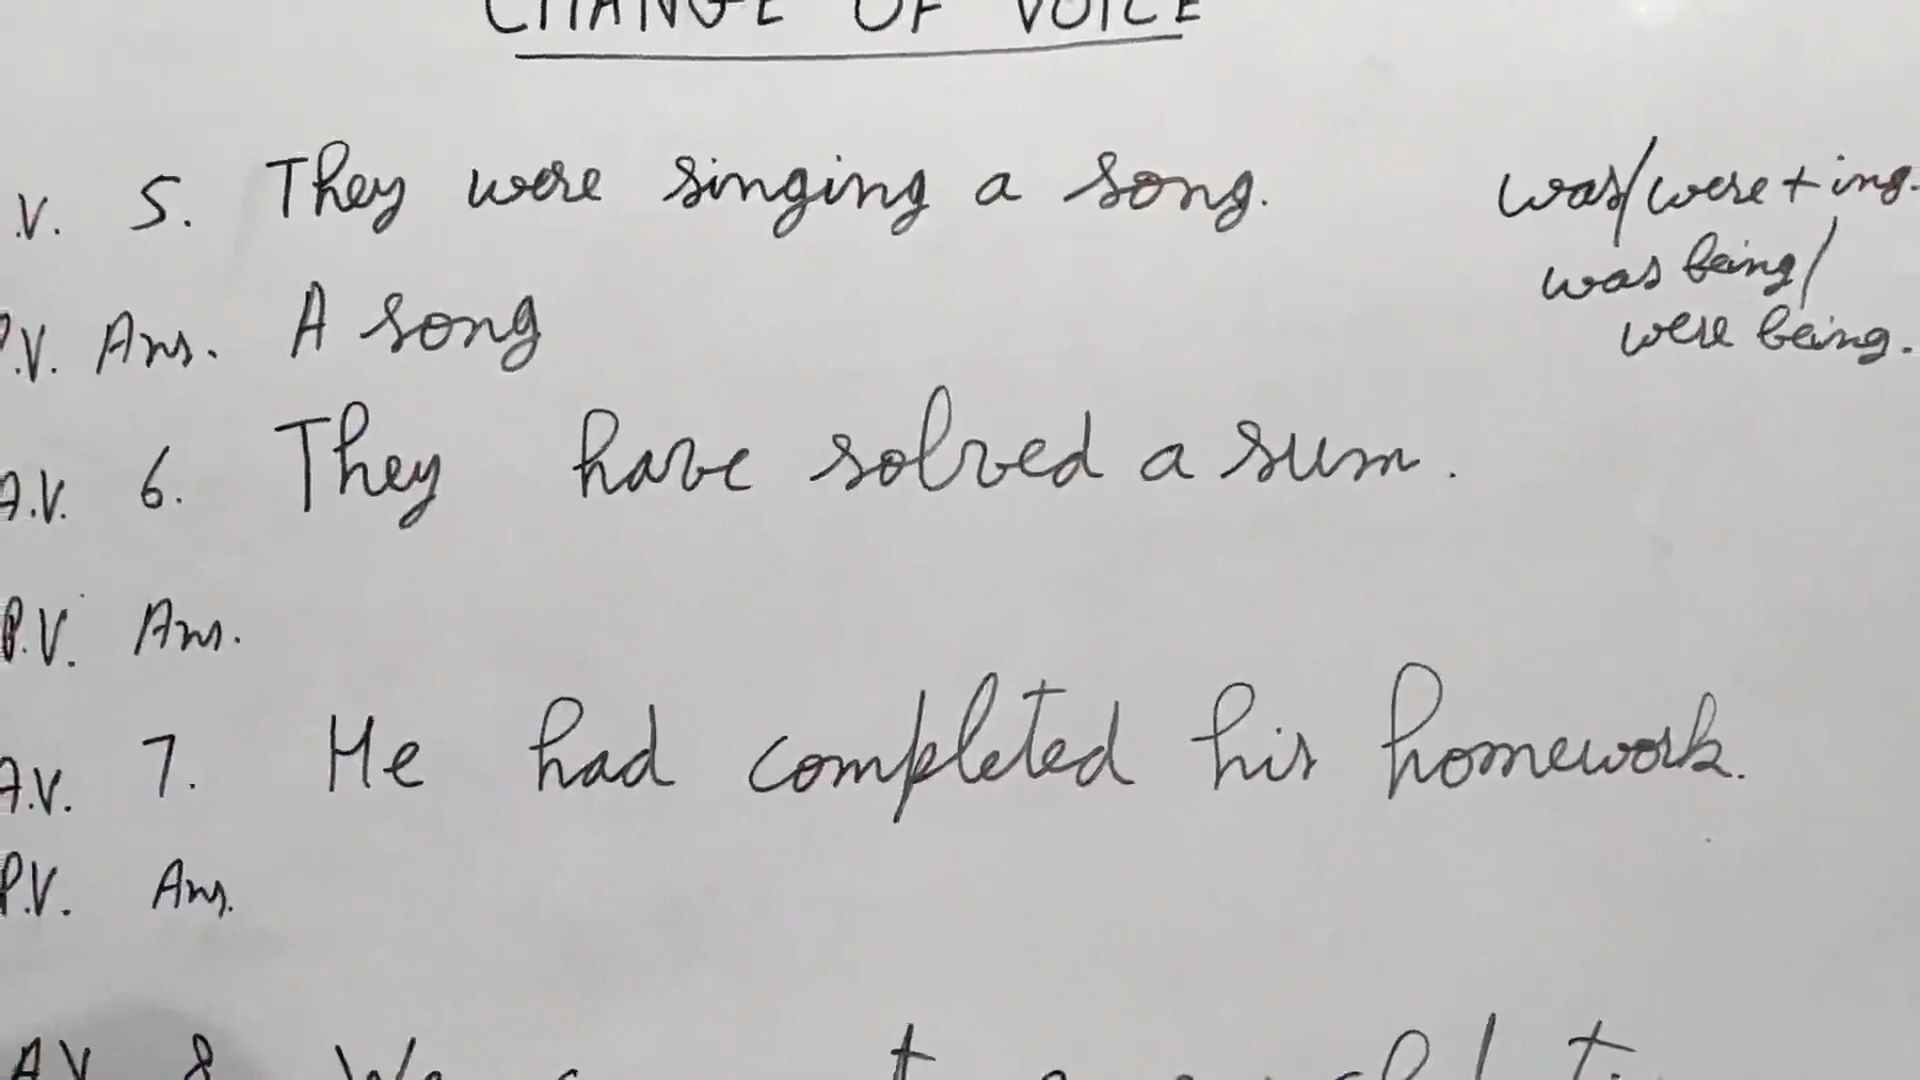 CHANGE OF VOICE
V. 5. They were singing a song. was/were + ing.
was being/
were being.
P.V. Ans. A song
A.V. 6. They have solved a sum.
P.V. Ans.
A.V. 7. He had completed his homework.
P.V. Ans.
A.V. 8. We